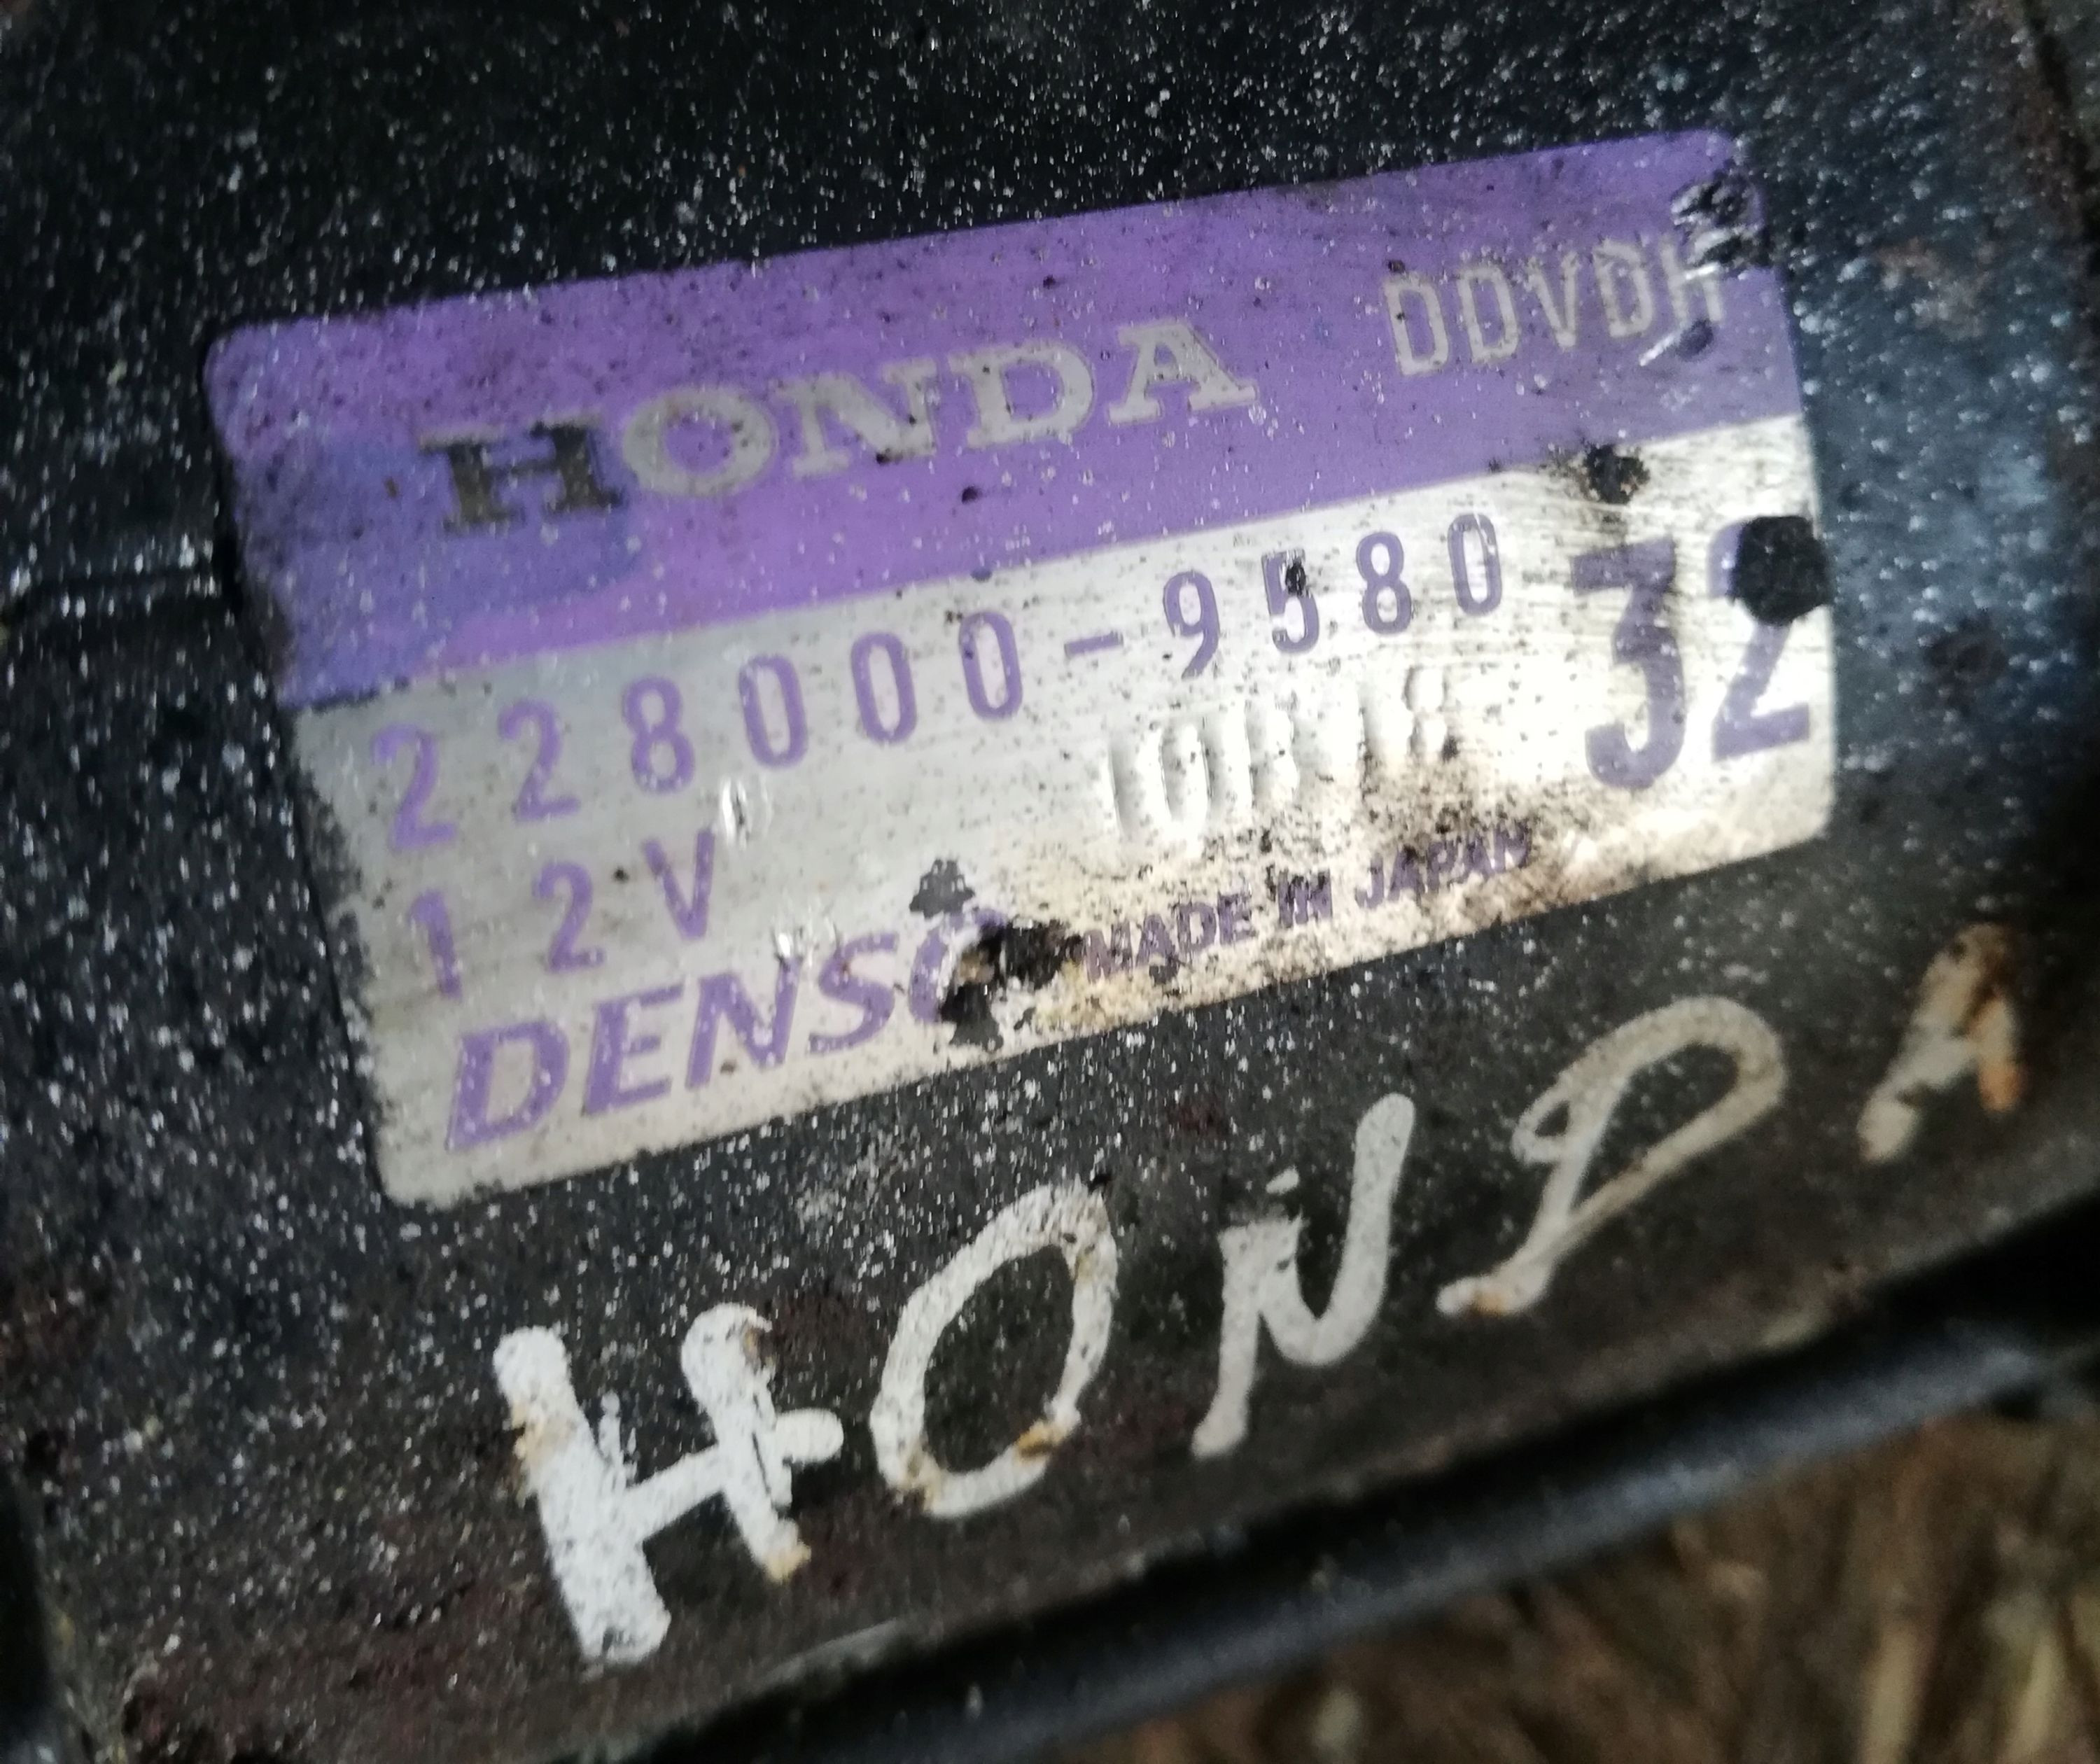 HONDA DDVDH
228000-9580 32
12V
DENSO MADE IN JAPAN
HONDA